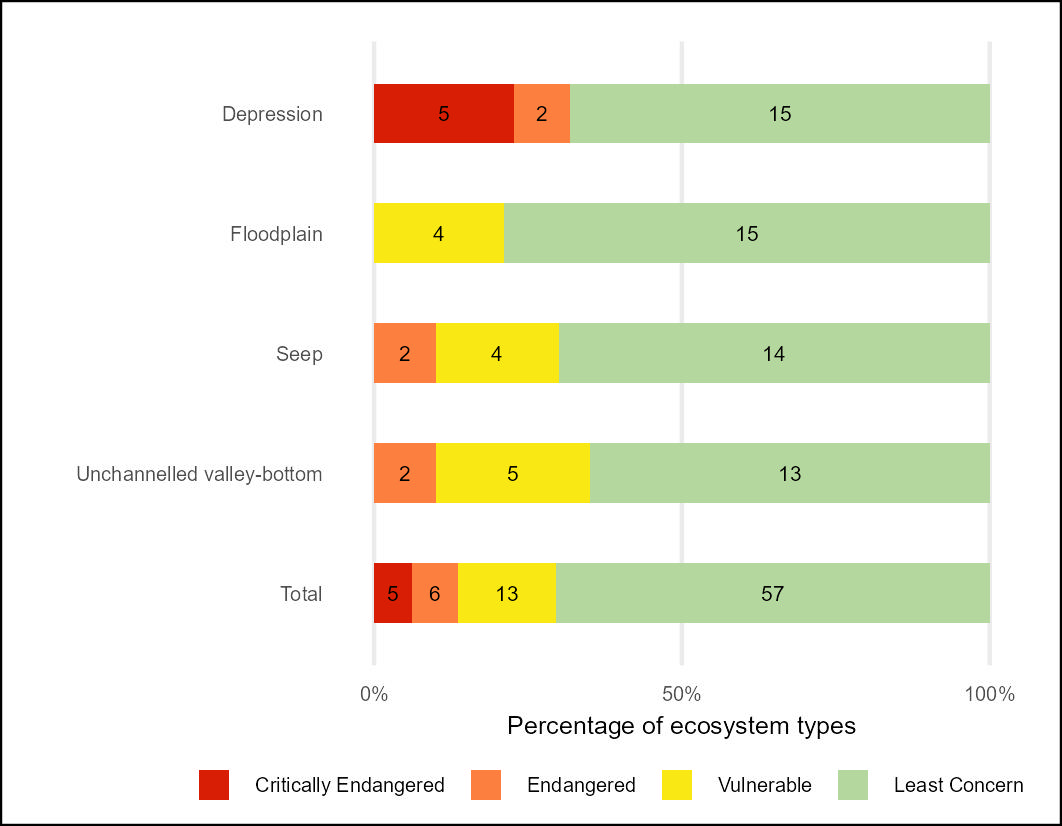 Depression 5 2 15
Floodplain 4 15
Seep 2 4 14
Unchannelled valley-bottom 2 5 13
Total 5 6 13 57
0% 50% 100%
Percentage of ecosystem types
Critically Endangered Endangered Vulnerable Least Concern